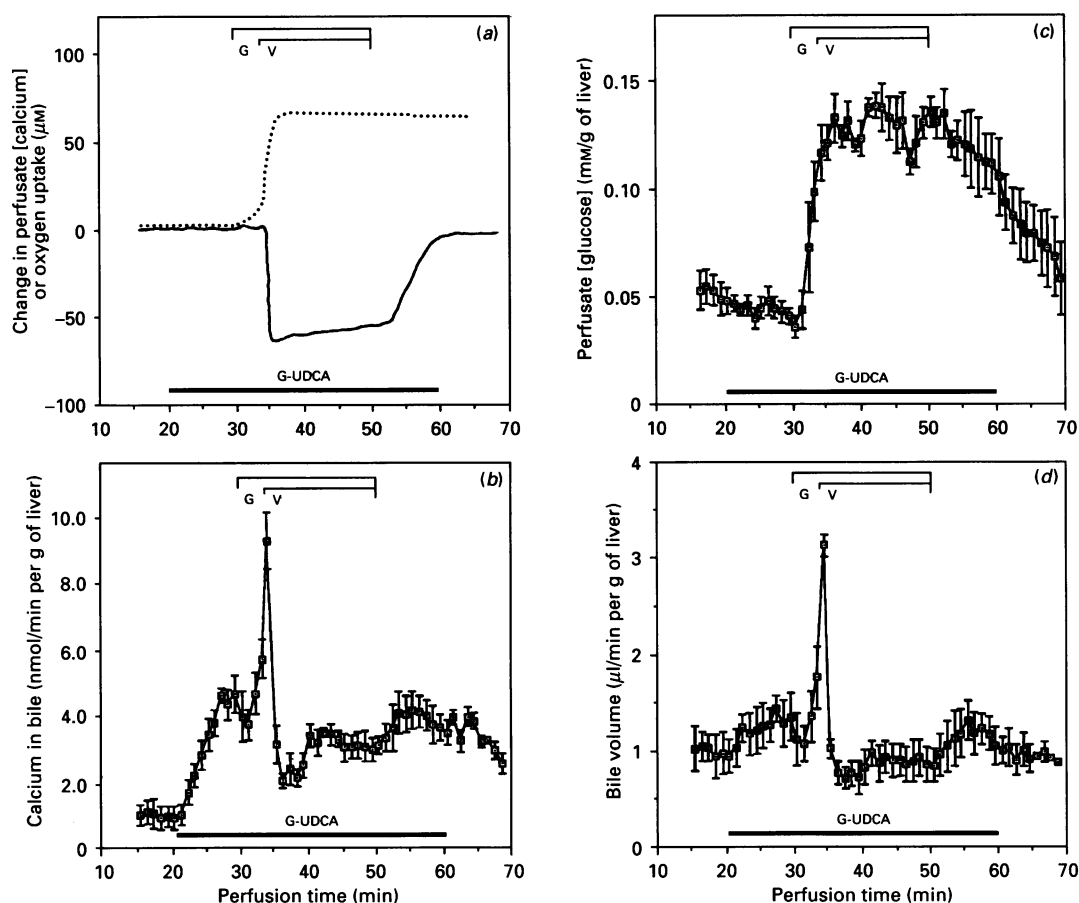 (a)
G V
Change in perfusate [calcium]
or oxygen uptake (μM)
100
50
0
−50
−100
G-UDCA
10 20 30 40 50 60 70
(b)
G V
Calcium in bile (nmol/min per g of liver)
10.0
8.0
6.0
4.0
2.0
0
G-UDCA
10 20 30 40 50 60 70
Perfusion time (min)
(c)
G V
Perfusate [glucose] (mM/g of liver)
0.15
0.10
0.05
0
G-UDCA
10 20 30 40 50 60 70
(d)
G V
Bile volume (μl/min per g of liver)
4
3
2
1
0
G-UDCA
10 20 30 40 50 60 70
Perfusion time (min)